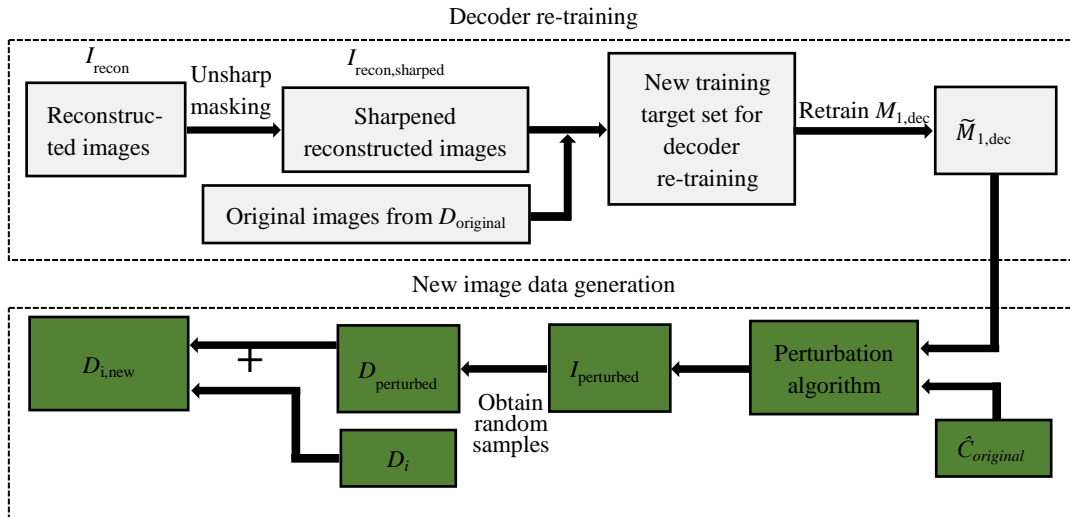 Decoder re-training
I_recon
Unsharp
masking
I_recon,sharped
Reconstruc-
ted images
Sharpened
reconstructed images
New training
target set for
decoder
re-training
Retrain M_1,dec
M̃_1,dec
Original images from D_original
New image data generation
D_i,new
+
D_perturbed
Obtain
random
samples
I_perturbed
Perturbation
algorithm
D_i
Ĉ_original